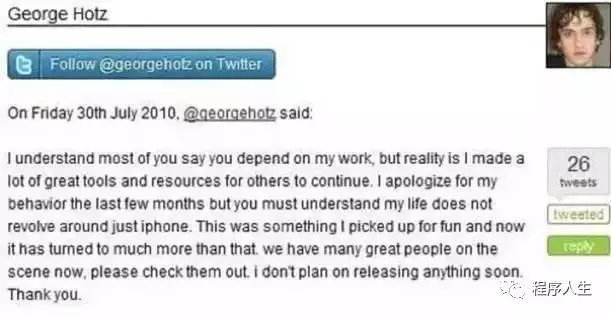 George Hotz
Follow @georgehotz on Twitter
On Friday 30th July 2010, @georgehotz said:
I understand most of you say you depend on my work, but reality is I made a
lot of great tools and resources for others to continue. I apologize for my
behavior the last few months but you must understand my life does not
revolve around just iphone. This was something I picked up for fun and now
it has turned to much more than that. we have many great people on the
scene now, please check them out. i don't plan on releasing anything soon.
Thank you.
26
tweets
tweeted
reply
程序人生